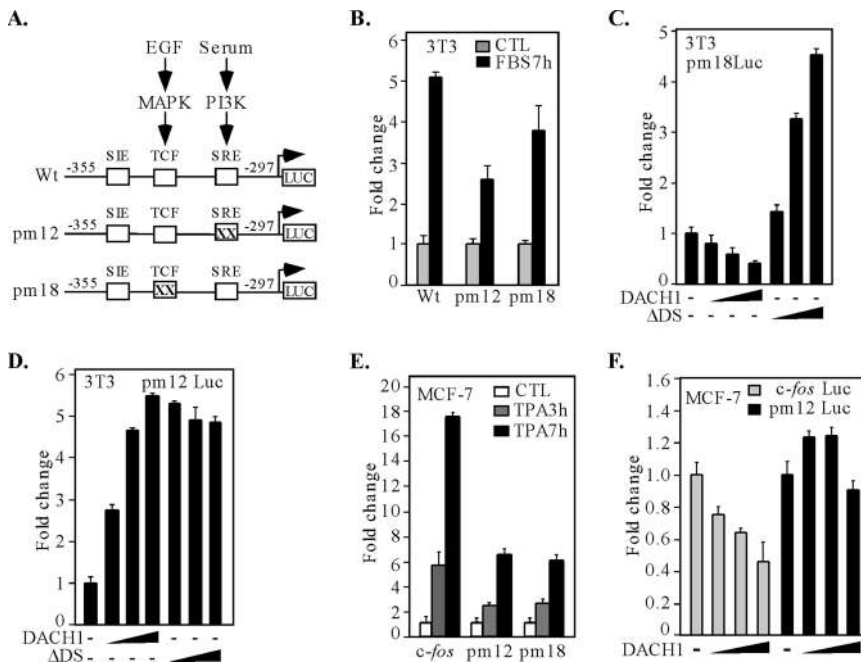 A.
EGF Serum
MAPK PI3K
SIE TCF SRE
Wt -355 -297 LUC
SIE TCF SRE
pm12 -355 XX -297 LUC
SIE TCF SRE
pm18 -355 XX -297 LUC
B.
3T3
CTL
FBS7h
Fold change
6
5
4
3
2
1
0
Wt pm12 pm18
C.
3T3
pm18Luc
Fold change
5
4
3
2
1
0
DACH1 - - - -
ΔDS - - - -
D.
3T3 pm12 Luc
Fold change
6
5
4
3
2
1
0
DACH1 - - - -
ΔDS - - - -
E.
MCF-7
CTL
TPA3h
TPA7h
Fold change
20
18
16
14
12
10
8
6
4
2
0
c-fos pm12 pm18
F.
MCF-7
c-fos Luc
pm12 Luc
Fold change
1.6
1.4
1.2
1.0
0.8
0.6
0.4
0.2
0
DACH1 - -